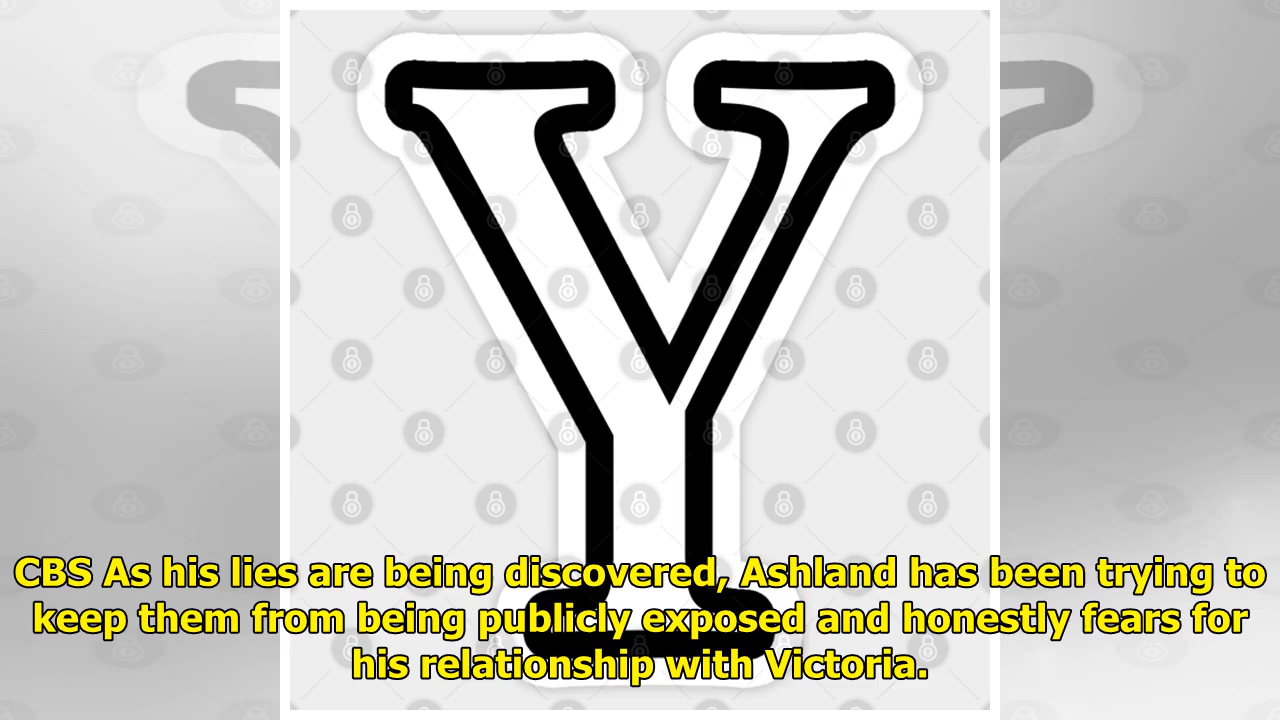 Y
CBS As his lies are being discovered, Ashland has been trying to
keep them from being publicly exposed and honestly fears for
his relationship with Victoria.